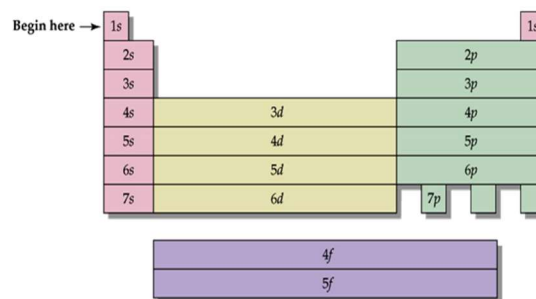 Begin here 1s 1s
2s 2p
3s 3p
4s 3d 4p
5s 4d 5p
6s 5d 6p
7s 6d 7p
4f
5f